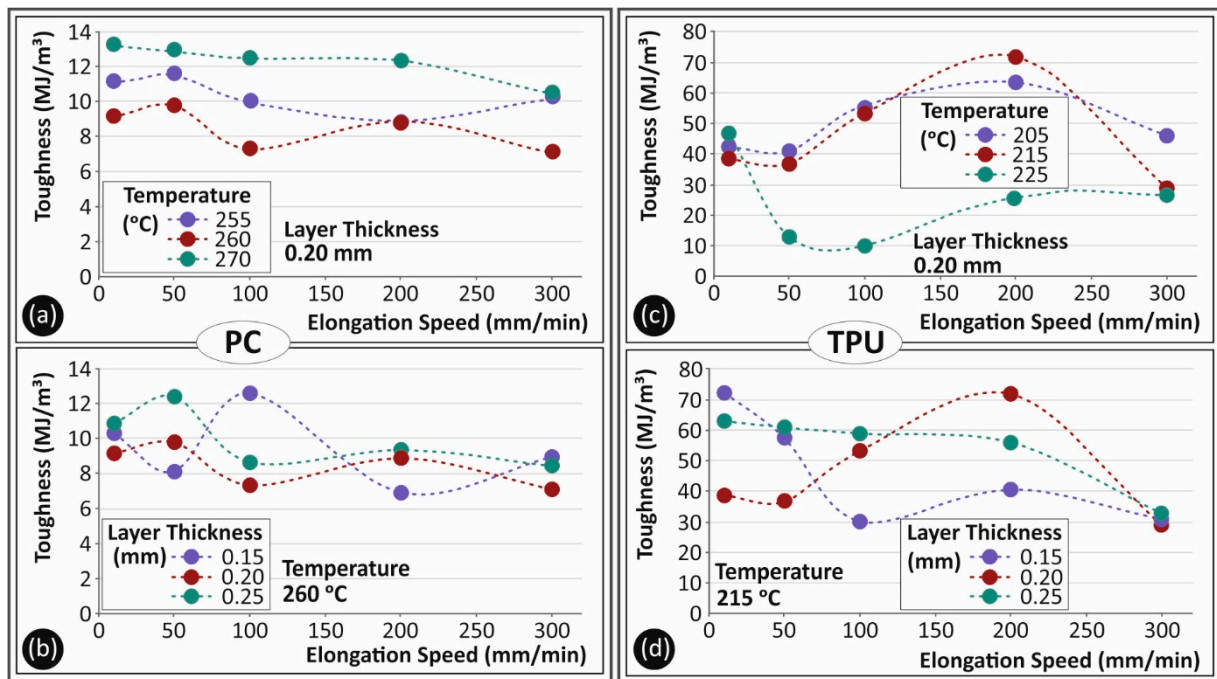 Toughness (MJ/m³)
14
12
10
8
6
4
2
0
Temperature
(ºC)
255
260
270
Layer Thickness
0.20 mm
0 50 100 150 200 250 300
(a)
Elongation Speed (mm/min)
PC
Toughness (MJ/m³)
14
12
10
8
6
4
2
0
Layer Thickness
(mm)
0.15
0.20
0.25
Temperature
260 ºC
0 50 100 150 200 250 300
(b)
Elongation Speed (mm/min)
Toughness (MJ/m³)
80
70
60
50
40
30
20
10
0
Temperature
(ºC)
205
215
225
Layer Thickness
0.20 mm
0 50 100 150 200 250 300
(c)
Elongation Speed (mm/min)
TPU
Toughness (MJ/m³)
80
70
60
50
40
30
20
10
0
Layer Thickness
(mm)
0.15
0.20
0.25
Temperature
215 ºC
0 50 100 150 200 250 300
(d)
Elongation Speed (mm/min)